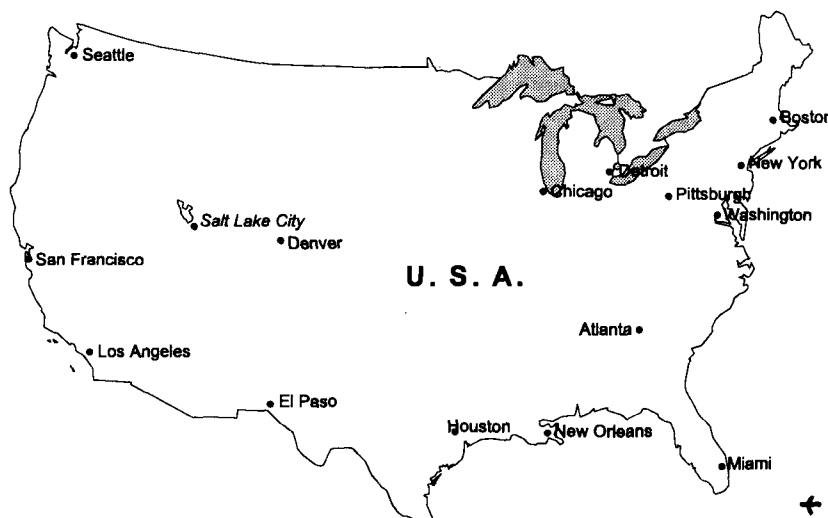 Seattle
Boston
New York
Detroit
Chicago
Pittsburgh
Washington
Salt Lake City
Denver
San Francisco
U. S. A.
Atlanta
Los Angeles
El Paso
Houston
New Orleans
Miami